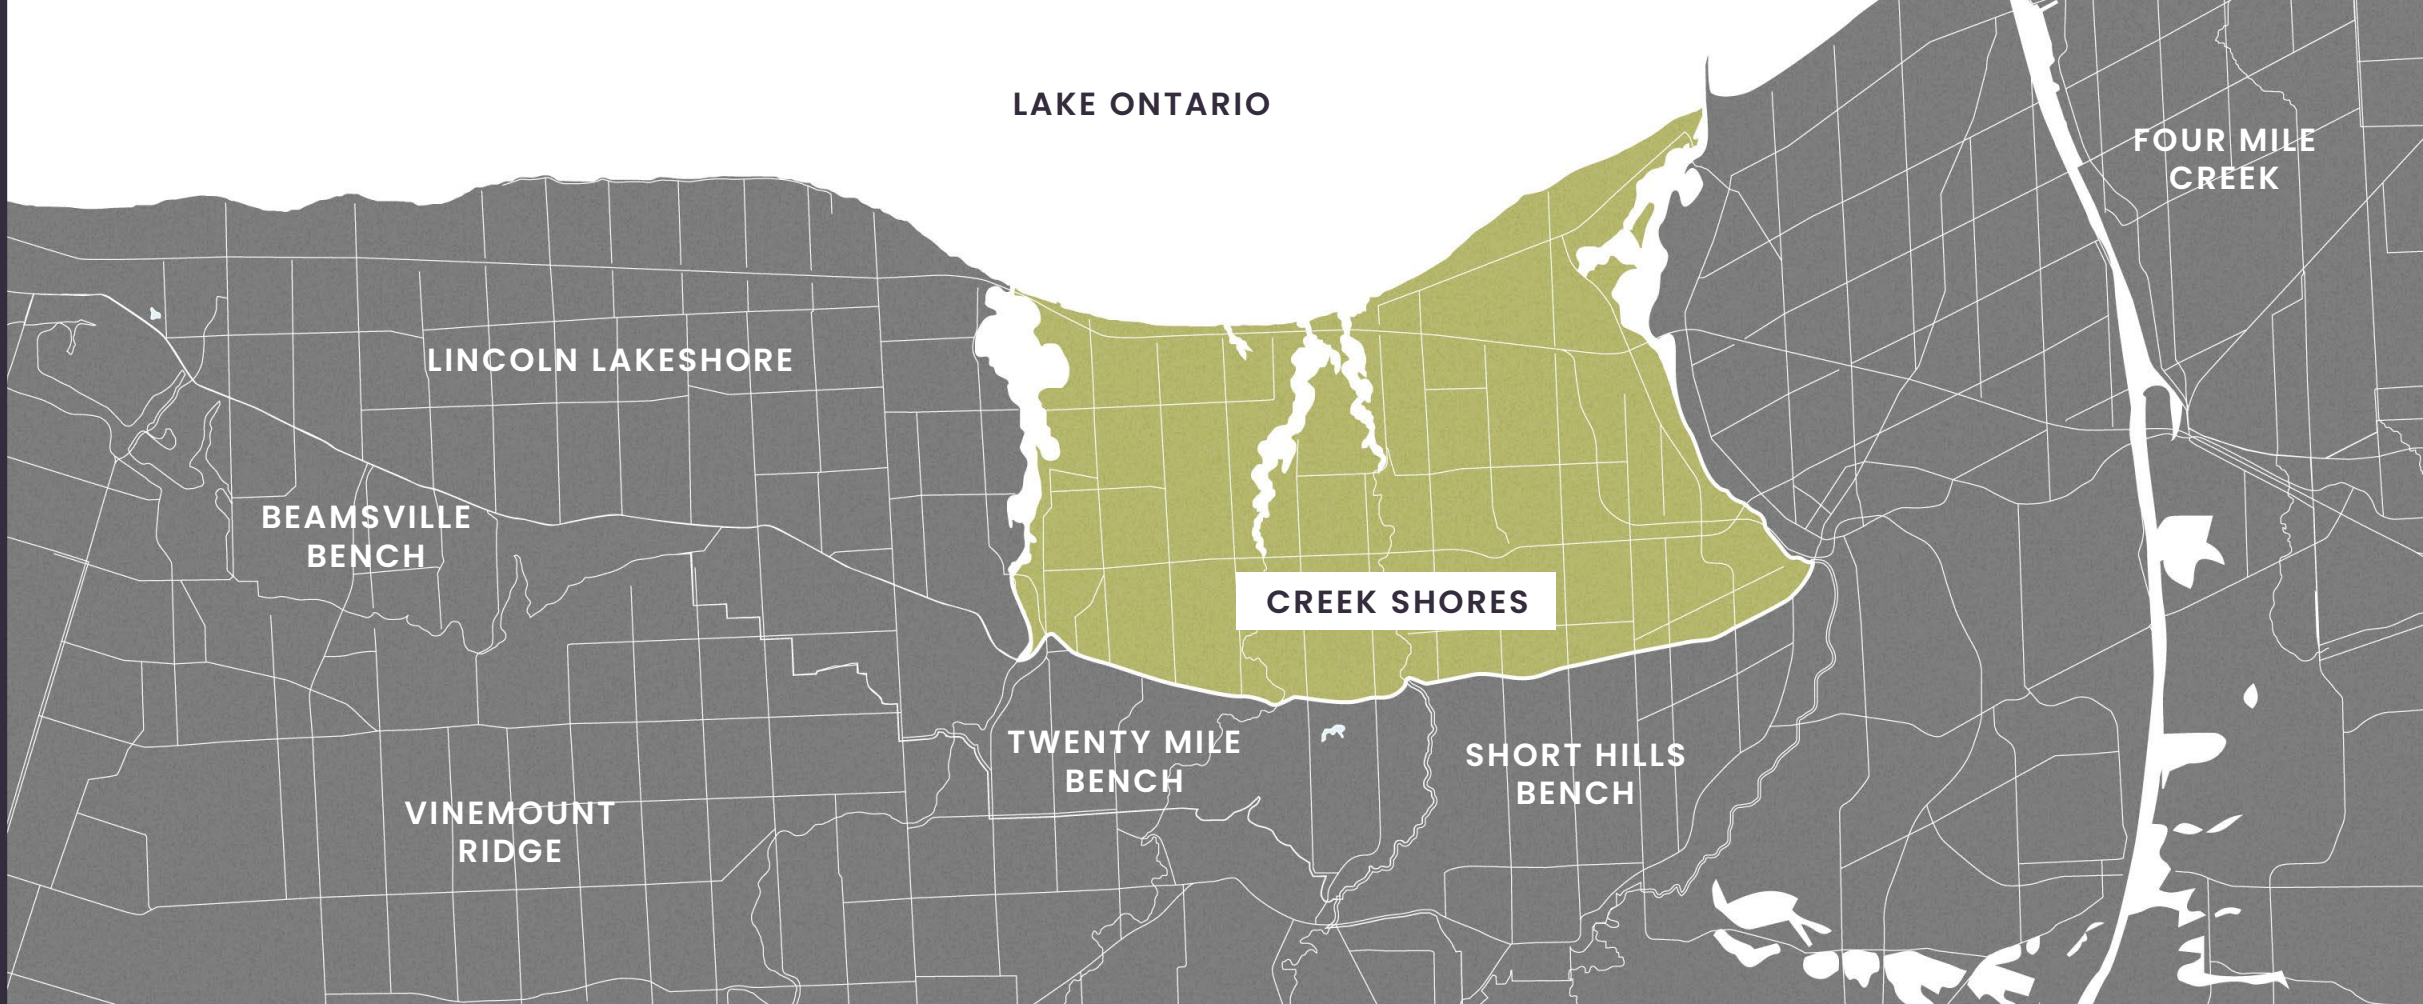 LAKE ONTARIO
FOUR MILE
CREEK
LINCOLN LAKESHORE
BEAMSVILLE
BENCH
CREEK SHORES
TWENTY MILE
BENCH
SHORT HILLS
BENCH
VINEMOUNT
RIDGE